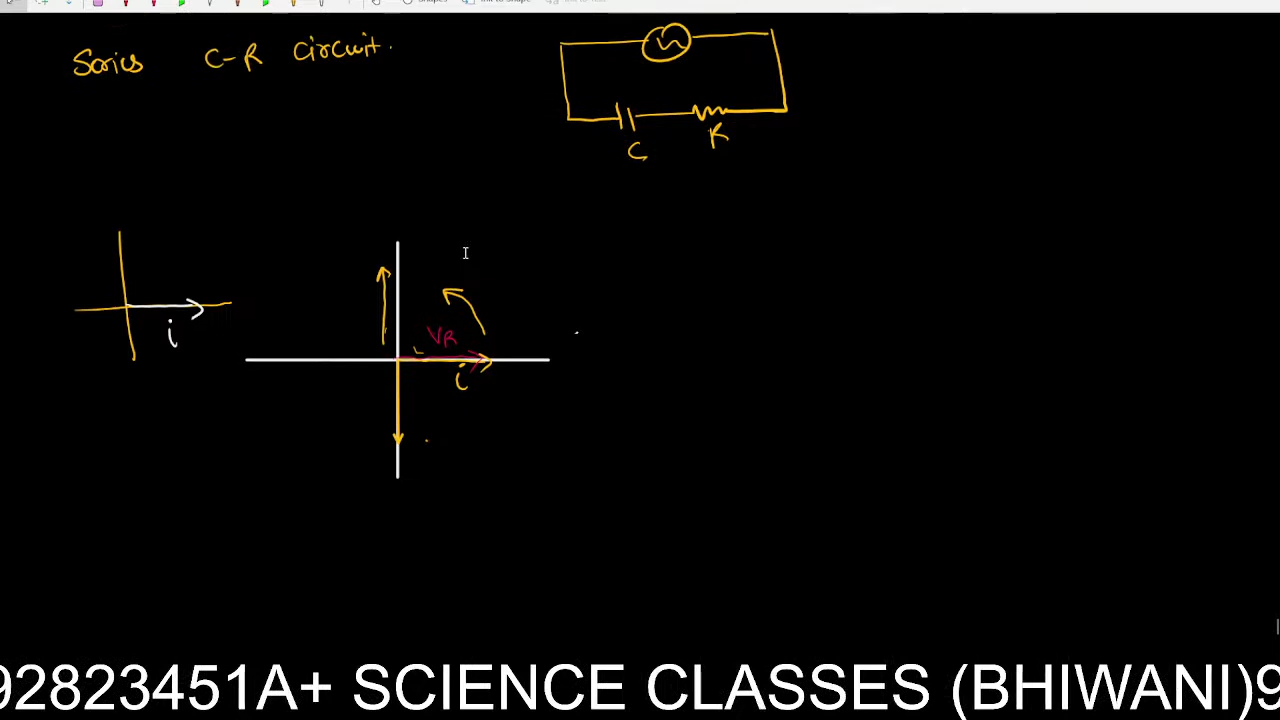 Series C-R Circuit.
C
R
i
VR
i
92823451A+ SCIENCE CLASSES (BHIWANI)9